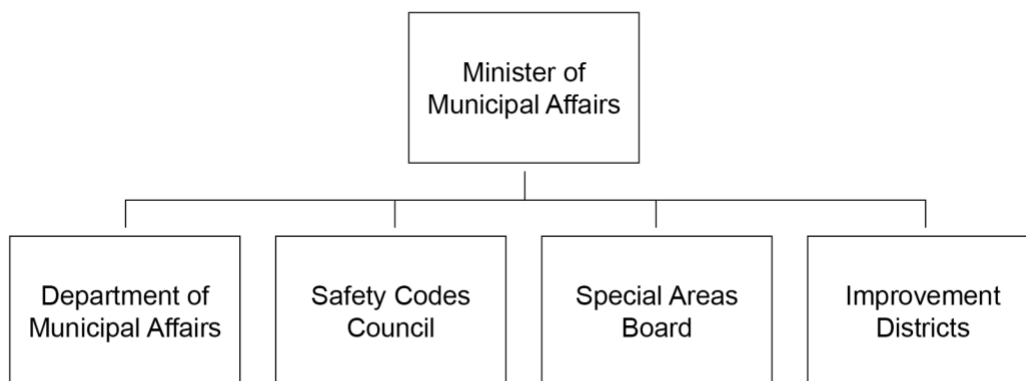 Minister of
Municipal Affairs
Department of
Municipal Affairs
Safety Codes
Council
Special Areas
Board
Improvement
Districts